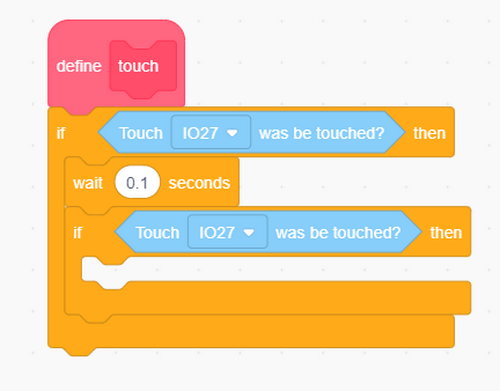 define touch
if Touch IO27 was be touched? then
wait 0.1 seconds
if Touch IO27 was be touched? then